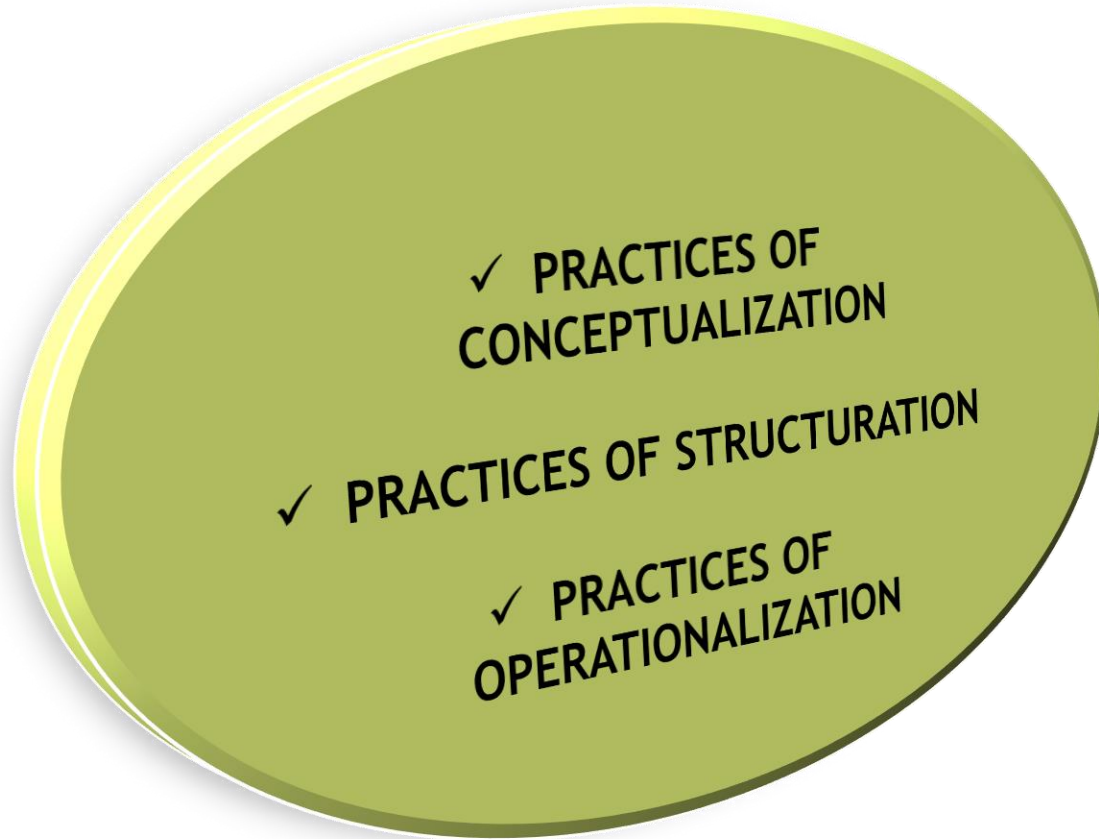 ✓ PRACTICES OF
CONCEPTUALIZATION
✓ PRACTICES OF STRUCTURATION
✓ PRACTICES OF
OPERATIONALIZATION